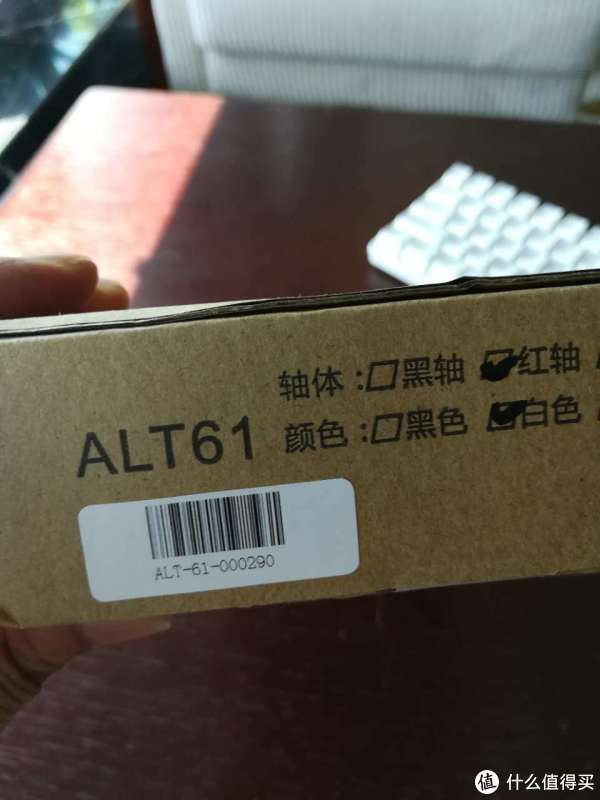 轴体：□黑轴 ☑红轴
ALT61 颜色：□黑色 ☑白色
ALT-61-000290
值 什么值得买